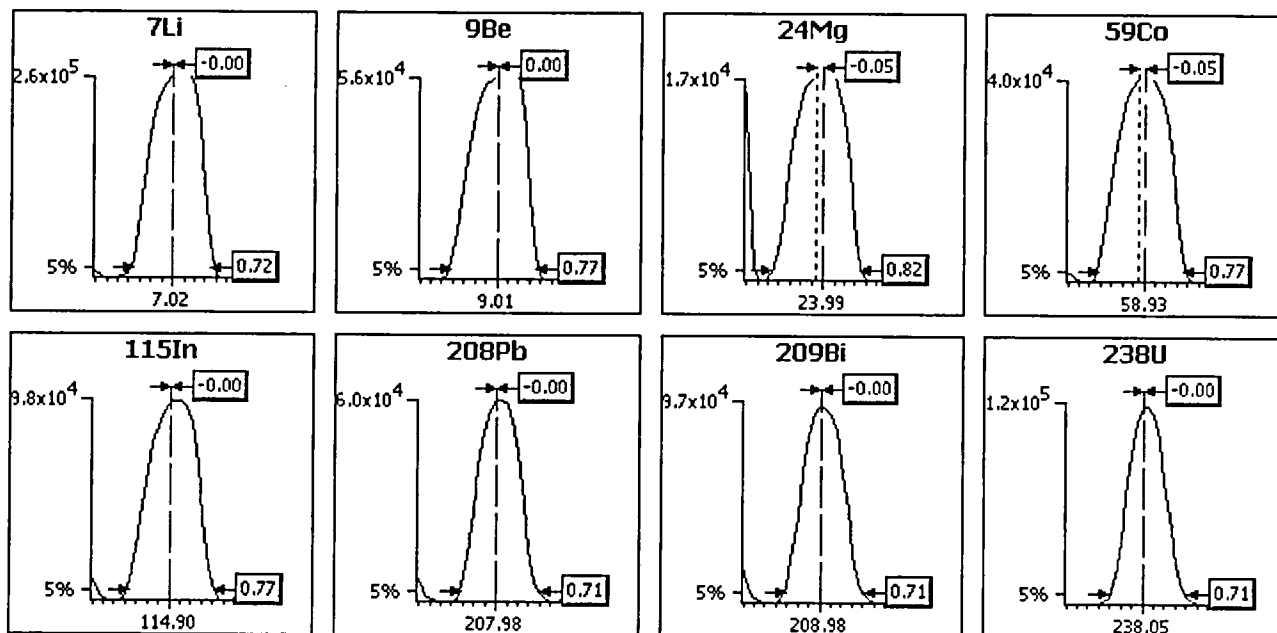 7Li
-0.00
2.6x10^5
5%
0.72
7.02
9Be
0.00
5.6x10^4
5%
0.77
9.01
24Mg
-0.05
1.7x10^4
5%
0.82
23.99
59Co
-0.05
4.0x10^4
5%
0.77
58.93
115In
-0.00
9.8x10^4
5%
0.77
114.90
208Pb
-0.00
6.0x10^4
5%
0.71
207.98
209Bi
-0.00
9.7x10^4
5%
0.71
208.98
238U
-0.00
1.2x10^5
5%
0.71
238.05